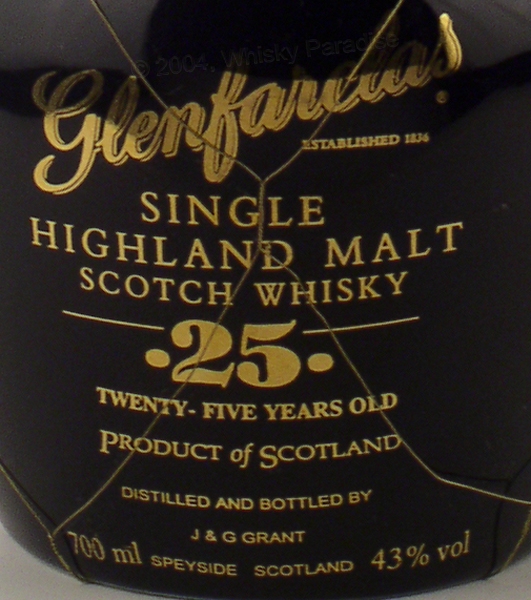 © 2004, Whisky Paradise
Glenfarclas
®
ESTABLISHED 1836
SINGLE
HIGHLAND MALT
SCOTCH WHISKY
·25·
TWENTY- FIVE YEARS OLD
PRODUCT of SCOTLAND
DISTILLED AND BOTTLED BY
J & G GRANT
700 ml SPEYSIDE SCOTLAND 43% vol